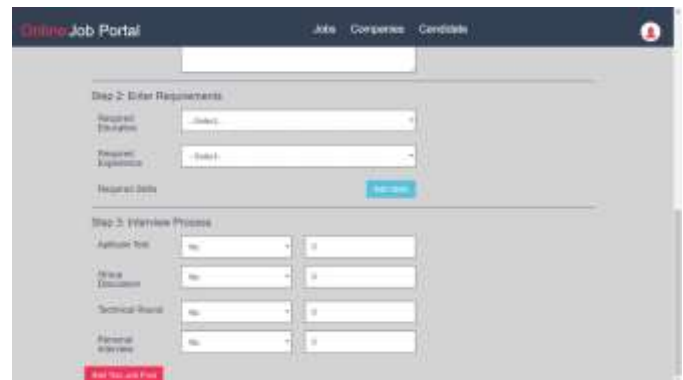 Online Job Portal
Jobs Companies Candidate
Step 2: Enter Requirements
Required
Education
--Select--
Required
Experience
--Select--
Required Skills
Add Skills
Step 3: Interview Process
Aptitude Test
No
0
Group
Discussion
No
0
Technical Round
No
0
Personal
Interview
No
0